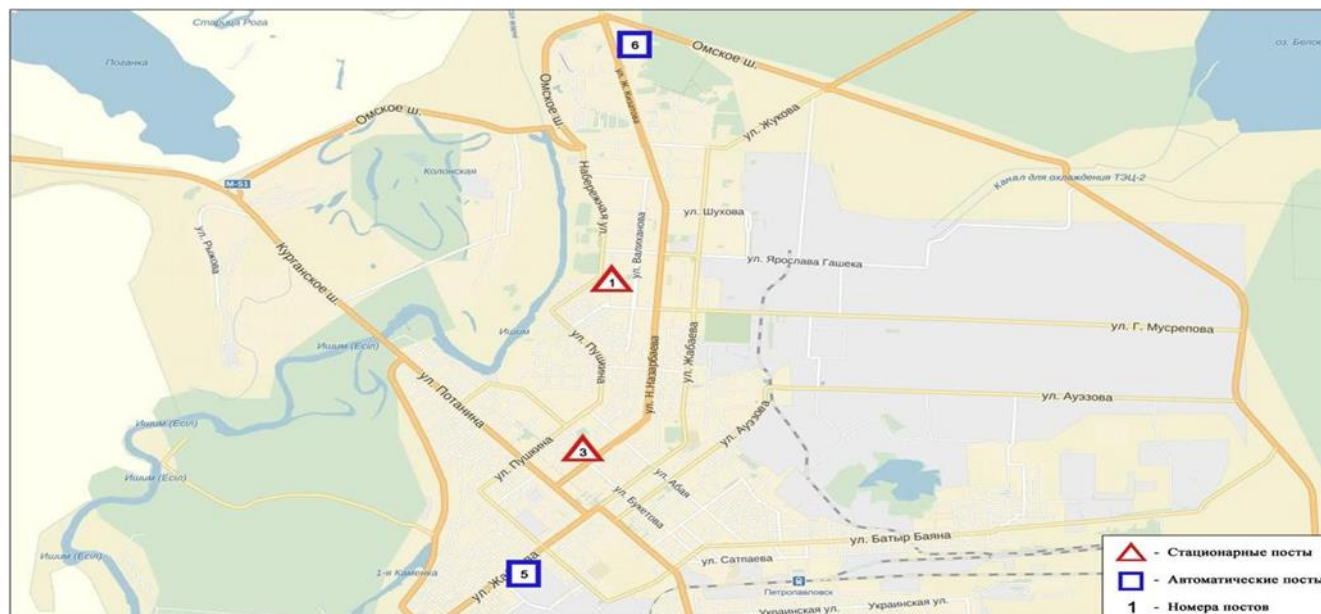 Старица Рога
Поганка
6
Омское ш.
оз. Белое
ул. Ж. Кизатова
Омское ш.
Омское ш.
ул. Жукова
Колонская
М-51
Набережная ул.
Канал для охлаждения ТЭЦ-2
ул. Рыжова
ул. Валиханова
ул. Шухова
Курганское ш.
ул. Ярослава Гашека
1
Ишим
ул. Г. Мусрепова
ул. Пушкина
Ишим (Есіл)
ул. Н.Назарбаева
ул. Жабаева
ул. Потанина
ул. Ауэзова
ул. Ауэзова
Ишим (Есіл)
3
ул. Пушкина
Ишим (Есіл)
ул. Абая
ул. Букетова
ул. Батыр Баяна
Ишим (Есіл)
ул. Сатпаева
1-я Каменка
5
Петропавловск
Украинская ул.
Украинская ул.
- Стационарные посты
- Автоматические посты
1 - Номера постов